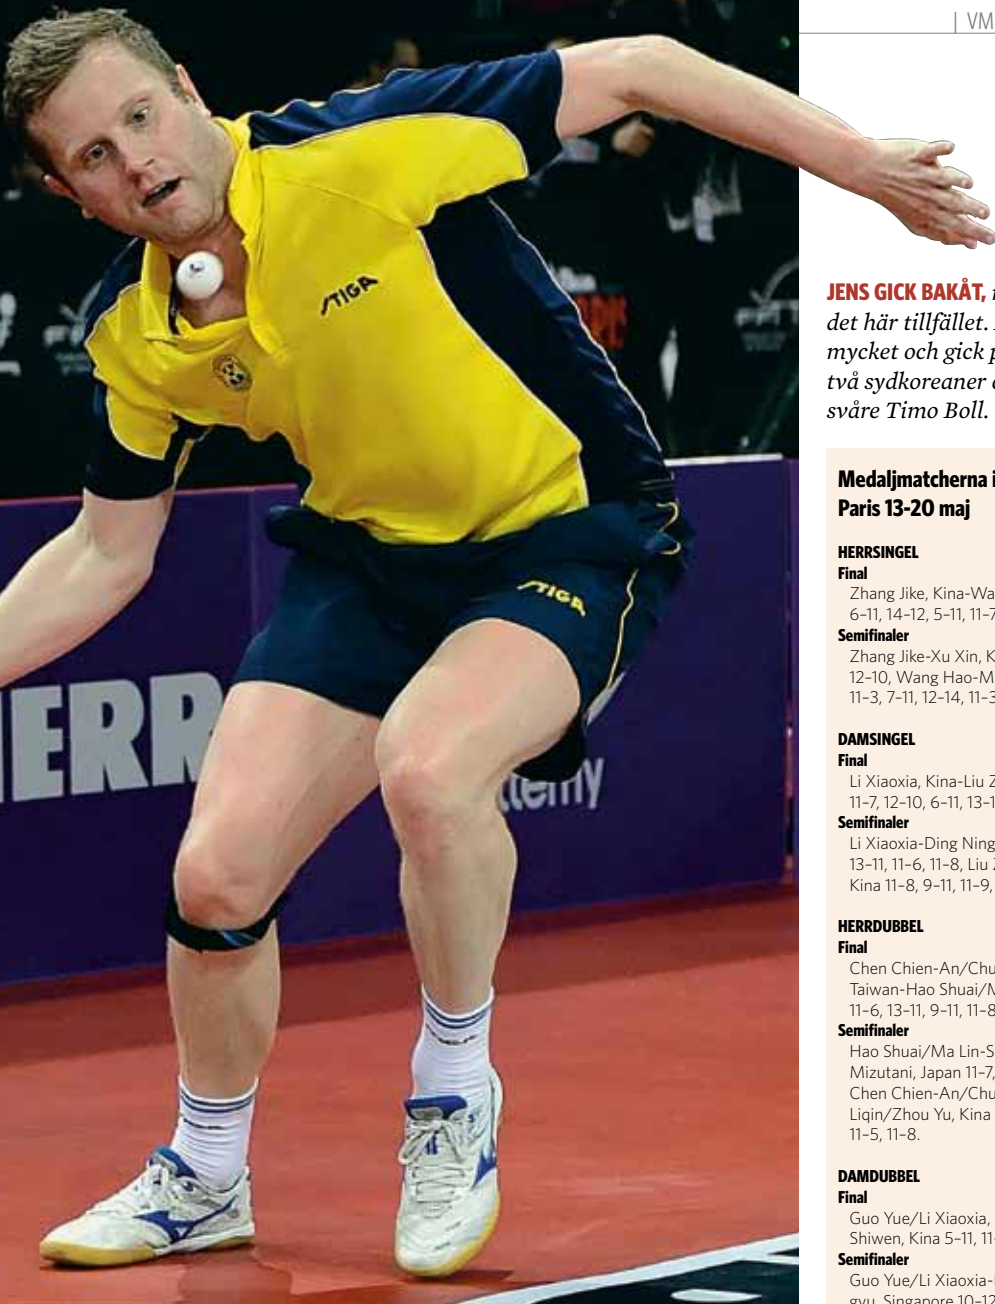 | VM
STIGA
JENS GICK BAKÅT,
det här tillfället.
mycket och gick
två sydkoreaner
svåre Timo Boll.
Medaljmatcherna i
Paris 13-20 maj
STIGA
HERRSINGEL
Final
Zhang Jike, Kina-Wa
6–11, 14–12, 5–11, 11–7
Semifinaler
Zhang Jike-Xu Xin, K
12–10, Wang Hao-M
11–3, 7–11, 12–14, 11–3
ERR
DAMSINGEL
Final
Li Xiaoxia, Kina-Liu
11–7, 12–10, 6–11, 13–1
Semifinaler
Li Xiaoxia-Ding Ning
13–11, 11–6, 11–8, Liu
Kina 11–8, 9–11, 11–9,
HERRDUBBEL
Final
Chen Chien-An/Chu
Taiwan-Hao Shuai/M
11–6, 13–11, 9–11, 11–8
Semifinaler
Hao Shuai/Ma Lin-S
Mizutani, Japan 11–7,
Chen Chien-An/Chu
Liqin/Zhou Yu, Kina
11–5, 11–8.
DAMDUBBEL
Final
Guo Yue/Li Xiaoxia,
Shiwen, Kina 5–11, 11
Semifinaler
Guo Yue/Li Xiaoxia-
gyu, Singapore 10–12